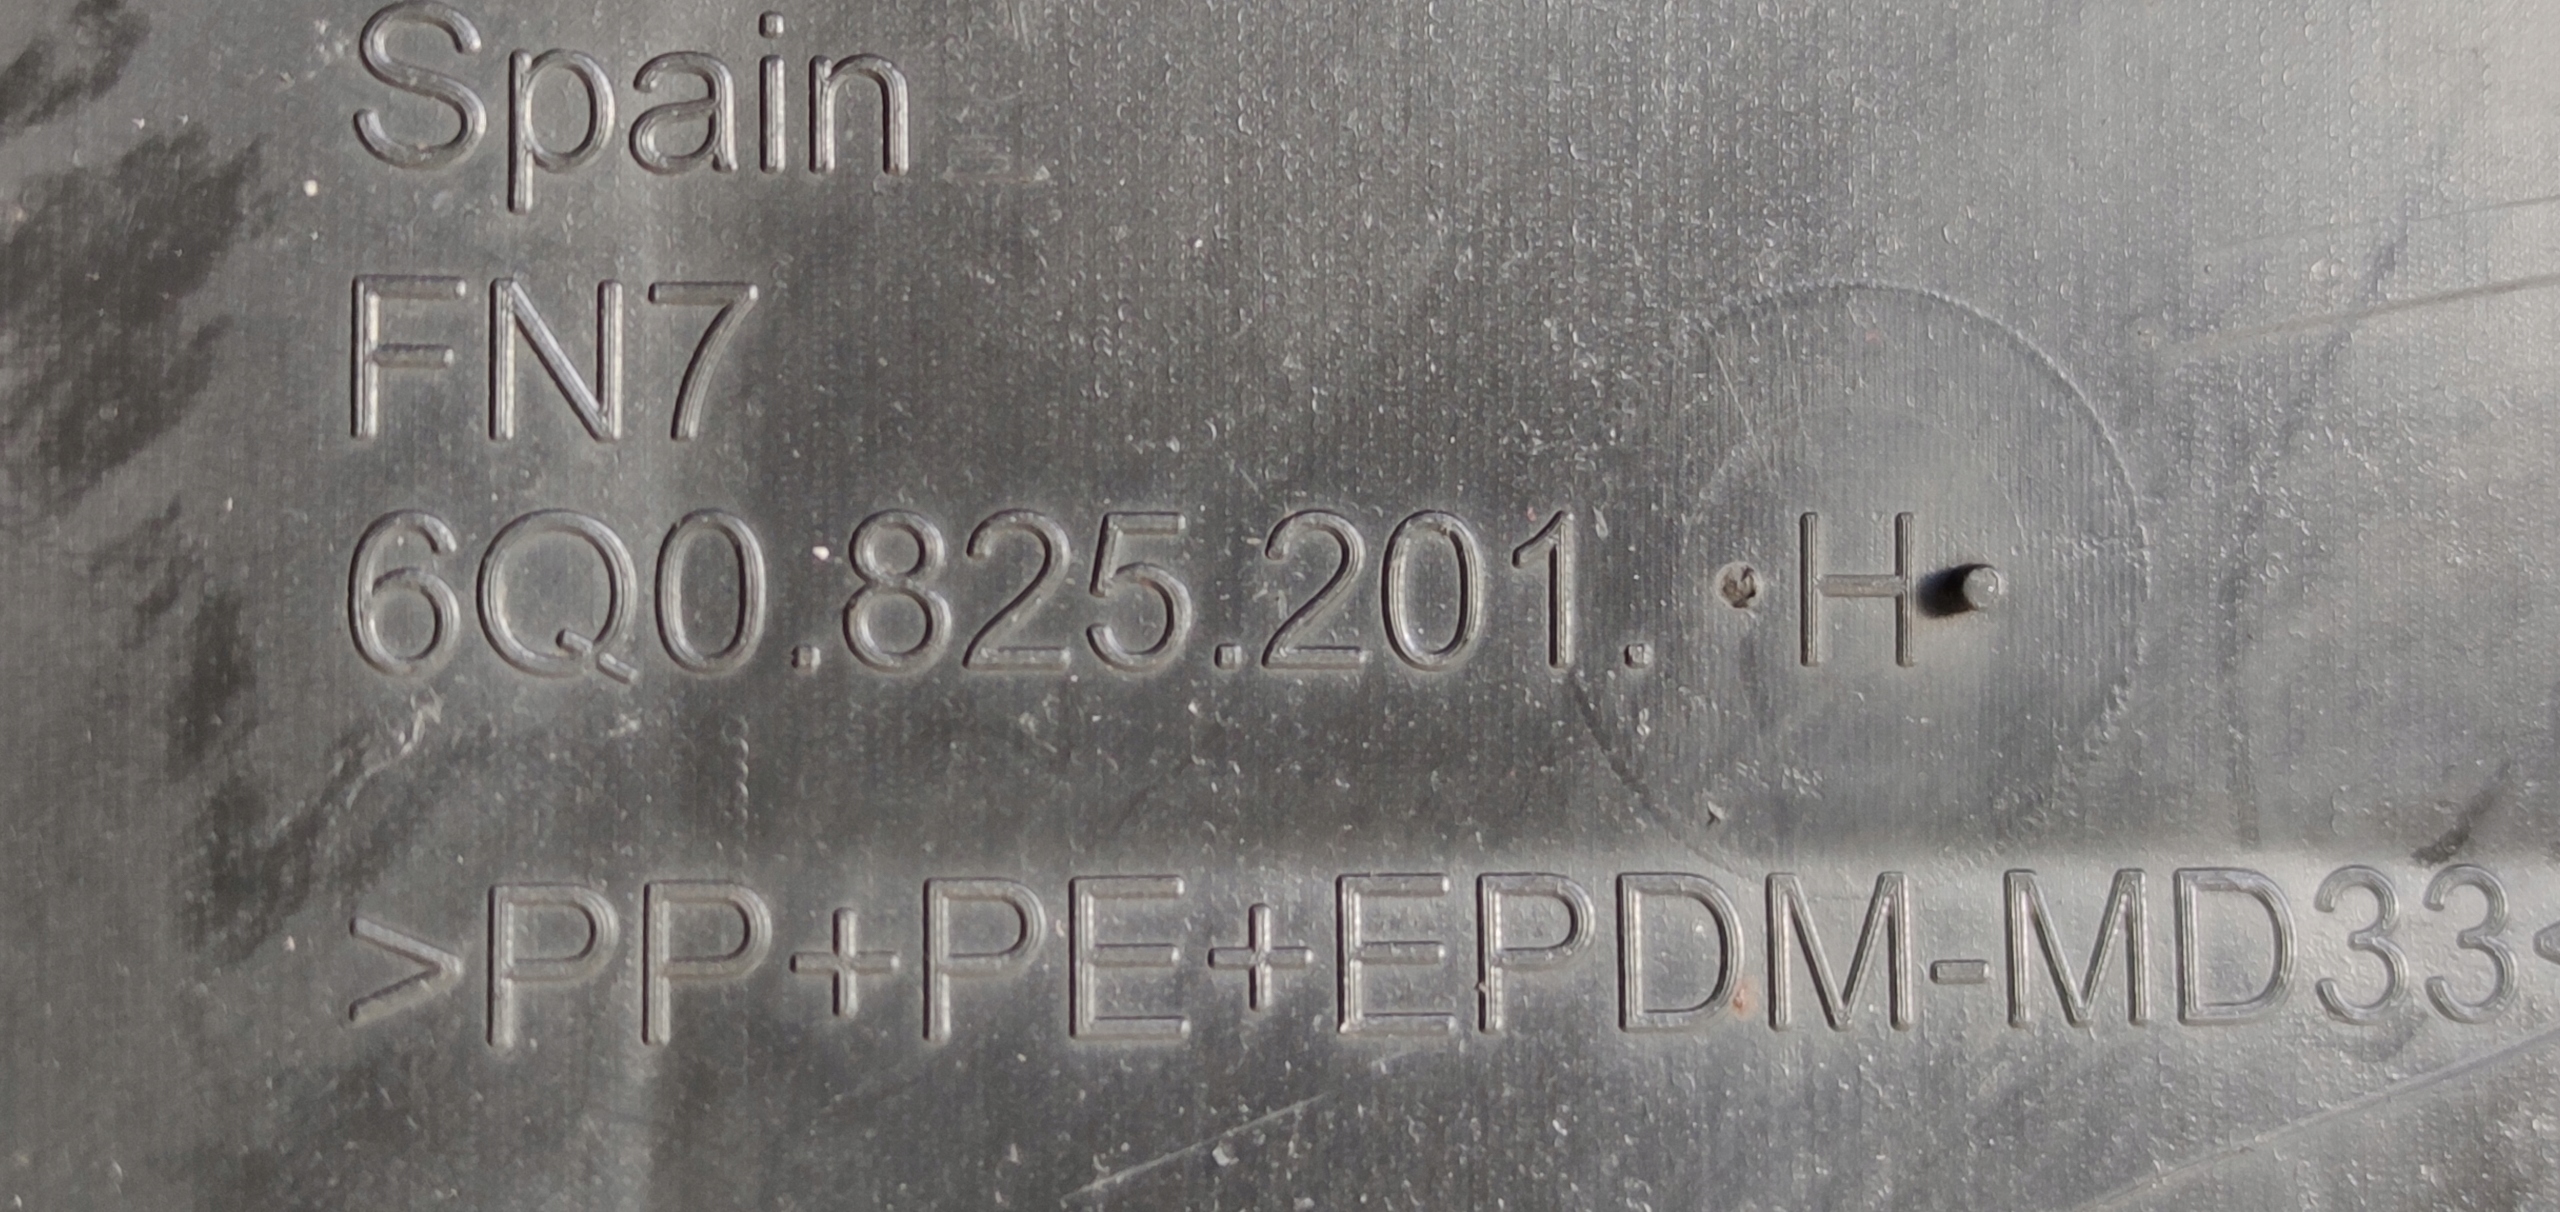 Spain
FN7
6Q0.825.201. H
>PP+PE+EPDM-MD33<